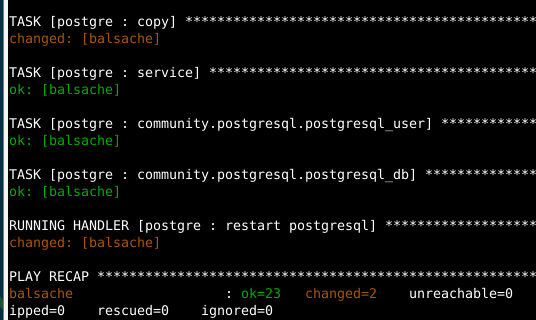 TASK [postgre : copy] ********************************************
changed: [balsache]
TASK [postgre : service] *****************************************
ok: [balsache]
TASK [postgre : community.postgresql.postgresql_user] ************
ok: [balsache]
TASK [postgre : community.postgresql.postgresql_db] **************
ok: [balsache]
RUNNING HANDLER [postgre : restart postgresql] *******************
changed: [balsache]
PLAY RECAP *******************************************************
balsache : ok=23 changed=2 unreachable=0
ipped=0 rescued=0 ignored=0